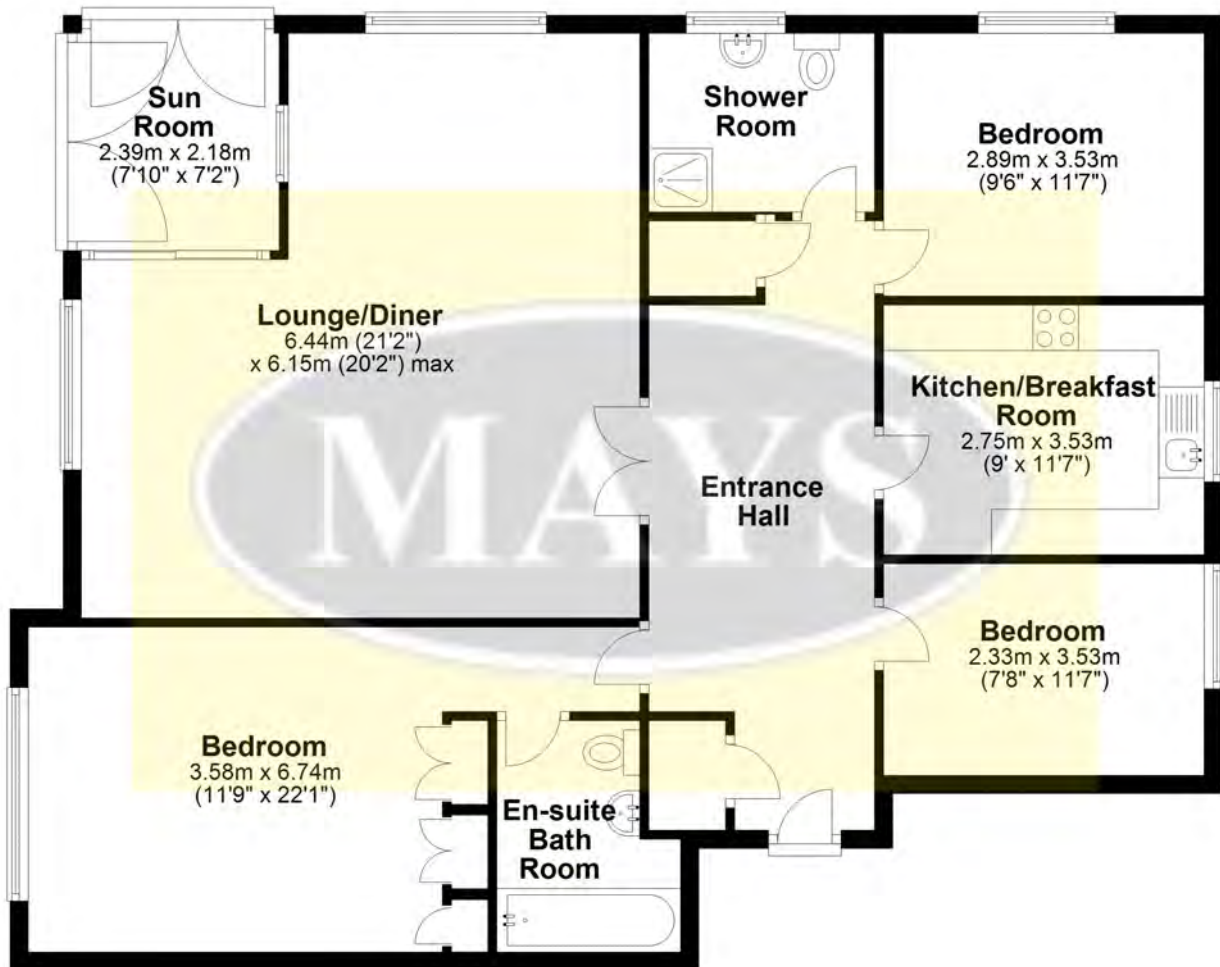 Sun
Room
2.39m x 2.18m
(7'10" x 7'2")
Shower
Room
Bedroom
2.89m x 3.53m
(9'6" x 11'7")
Lounge/Diner
6.44m (21'2")
x 6.15m (20'2") max
Kitchen/Breakfast
Room
2.75m x 3.53m
(9' x 11'7")
MAYS
Entrance
Hall
Bedroom
2.33m x 3.53m
(7'8" x 11'7")
Bedroom
3.58m x 6.74m
(11'9" x 22'1")
En-suite
Bath
Room